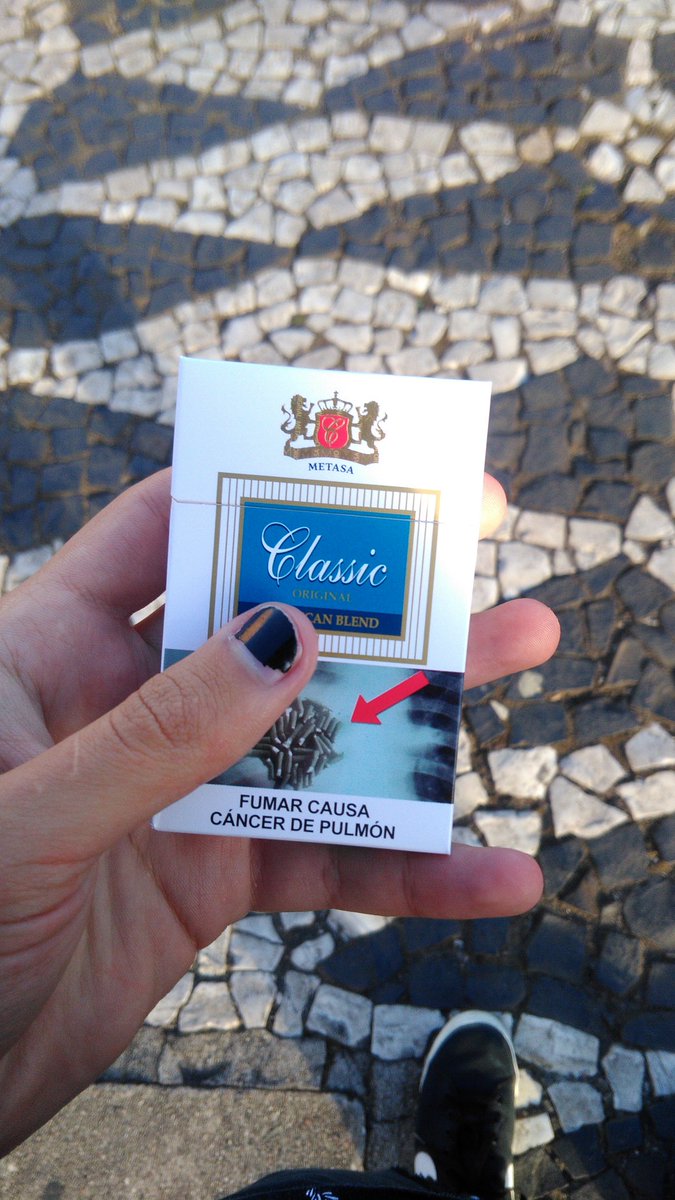 METASA
Classic
ORIGINAL
CAN BLEND
FUMAR CAUSA
CÁNCER DE PULMÓN